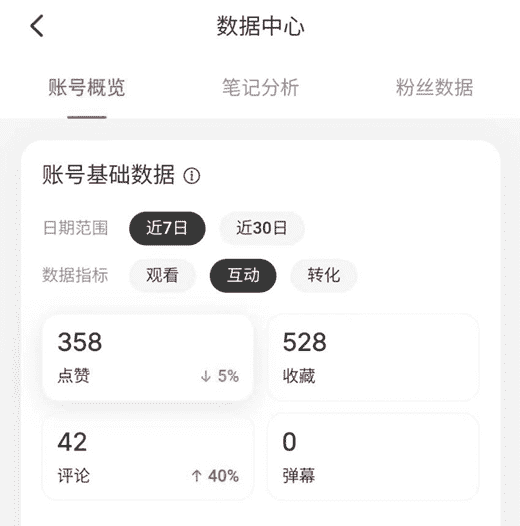 数据中心
账号概览 笔记分析 粉丝数据
账号基础数据
日期范围 近7日 近30日
数据指标 观看 互动 转化
358 528
点赞 ↓ 5% 收藏
42 0
评论 ↑ 40% 弹幕